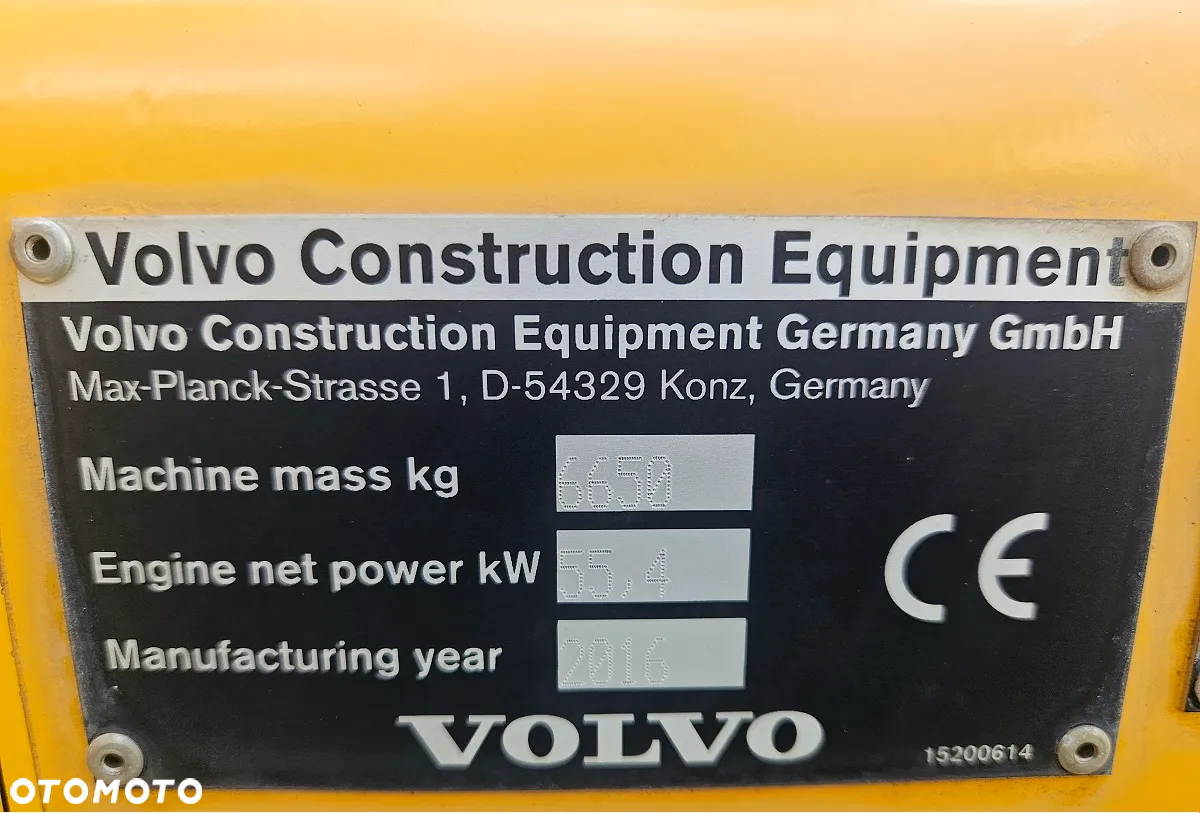 Volvo Construction Equipment
Volvo Construction Equipment Germany GmbH
Max-Planck-Strasse 1, D-54329 Konz, Germany
Machine mass kg 6650
Engine net power kW 55,4
Manufacturing year 2016
CE
VOLVO
15200614
OTOMOTO